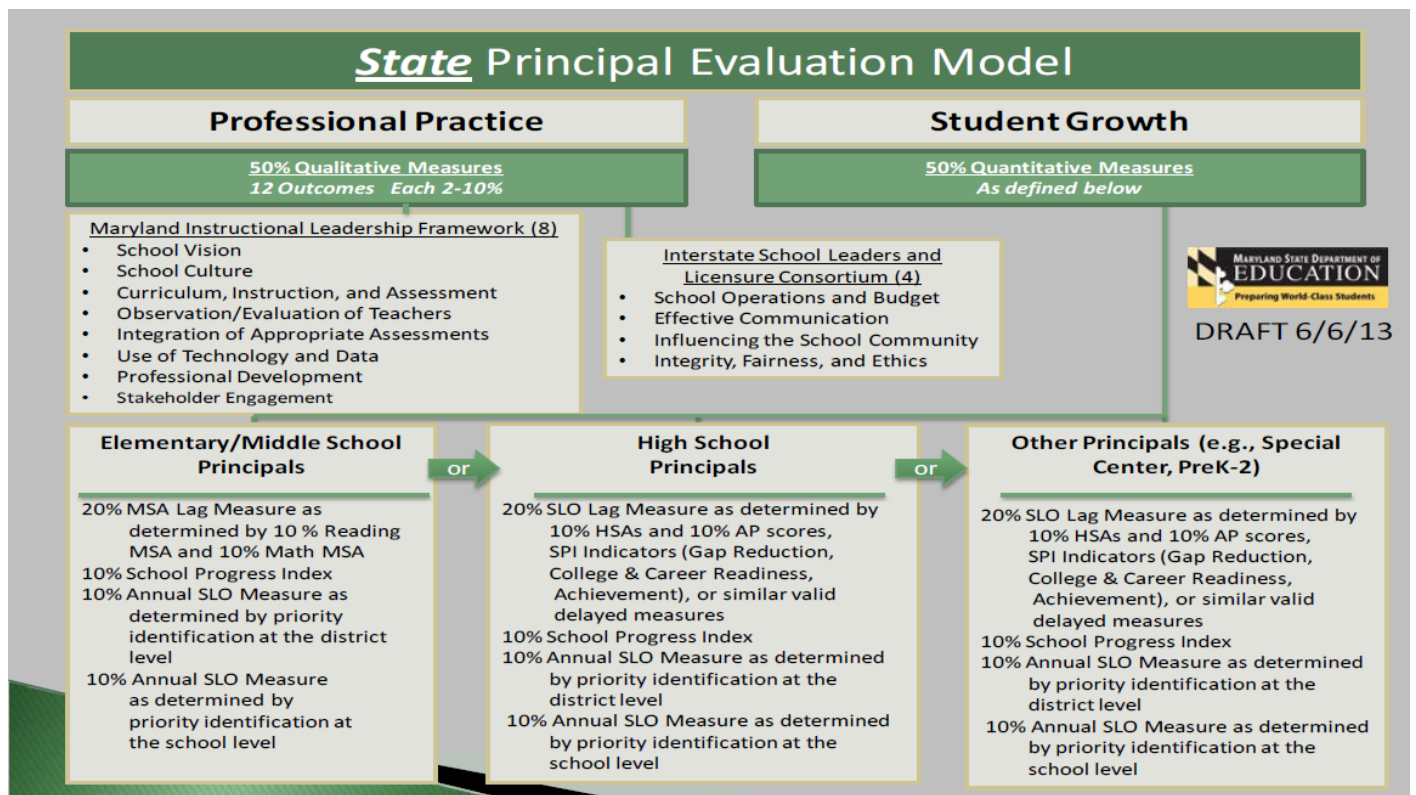 State Principal Evaluation Model
Professional Practice
50% Qualitative Measures
12 Outcomes Each 2-10%
Maryland Instructional Leadership Framework (8)
• School Vision
• School Culture
• Curriculum, Instruction, and Assessment
• Observation/Evaluation of Teachers
• Integration of Appropriate Assessments
• Use of Technology and Data
• Professional Development
• Stakeholder Engagement
Interstate School Leaders and
Licensure Consortium (4)
• School Operations and Budget
• Effective Communication
• Influencing the School Community
• Integrity, Fairness, and Ethics
Student Growth
50% Quantitative Measures
As defined below
MARYLAND STATE DEPARTMENT OF
EDUCATION
Preparing World-Class Students
DRAFT 6/6/13
Elementary/Middle School
Principals
20% MSA Lag Measure as
determined by 10 % Reading
MSA and 10% Math MSA
10% School Progress Index
10% Annual SLO Measure as
determined by priority
identification at the district
level
10% Annual SLO Measure
as determined by
priority identification at
the school level
or
High School
Principals
20% SLO Lag Measure as determined by
10% HSAs and 10% AP scores,
SPI Indicators (Gap Reduction,
College & Career Readiness,
Achievement), or similar valid
delayed measures
10% School Progress Index
10% Annual SLO Measure as determined
by priority identification at the
district level
10% Annual SLO Measure as determined
by priority identification at the
school level
or
Other Principals (e.g., Special
Center, PreK-2)
20% SLO Lag Measure as determined by
10% HSAs and 10% AP scores,
SPI Indicators (Gap Reduction,
College & Career Readiness,
Achievement), or similar valid
delayed measures
10% School Progress Index
10% Annual SLO Measure as determined
by priority identification at the
district level
10% Annual SLO Measure as determined
by priority identification at the
school level